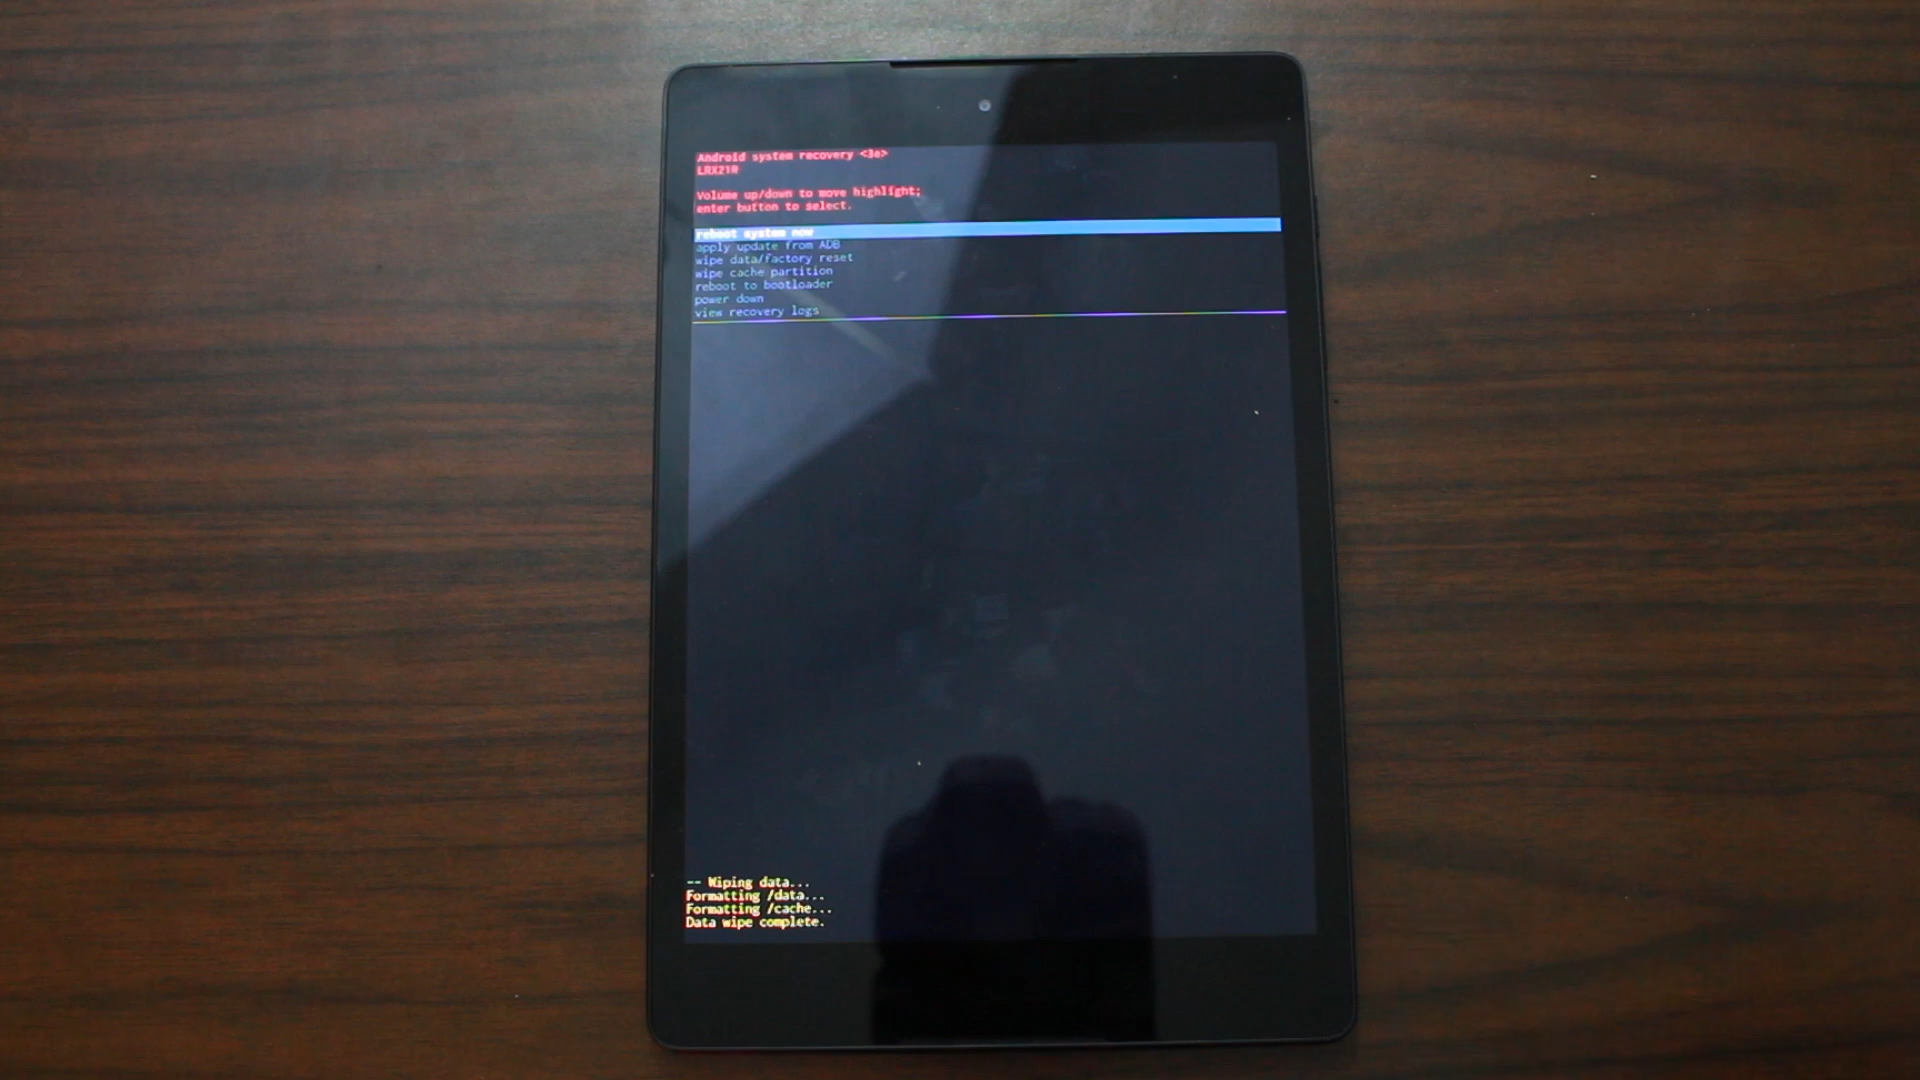 Android system recovery <3e>
LRX21R
Volume up/down to move highlight;
enter button to select.
reboot system now
apply update from ADB
wipe data/factory reset
wipe cache partition
reboot to bootloader
power down
view recovery logs
-- Wiping data...
Formatting /data...
Formatting /cache...
Data wipe complete.